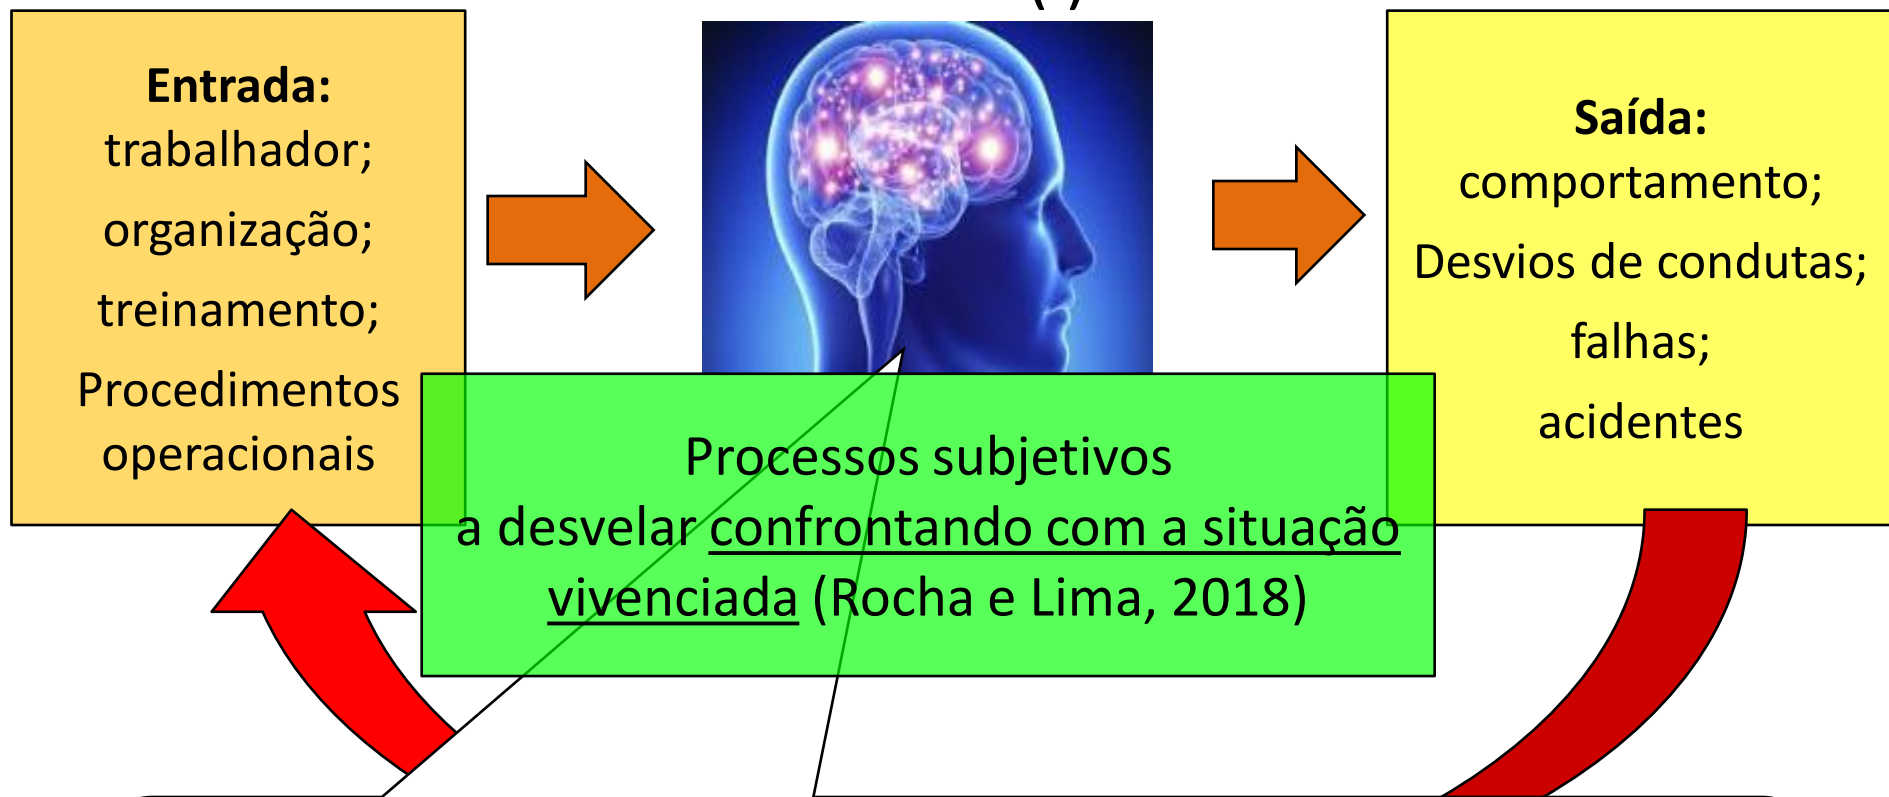 Entrada:
trabalhador;
organização;
treinamento;
Procedimentos
operacionais
Saída:
comportamento;
Desvios de condutas;
falhas;
acidentes
Processos subjetivos
a desvelar confrontando com a situação
vivenciada (Rocha e Lima, 2018)